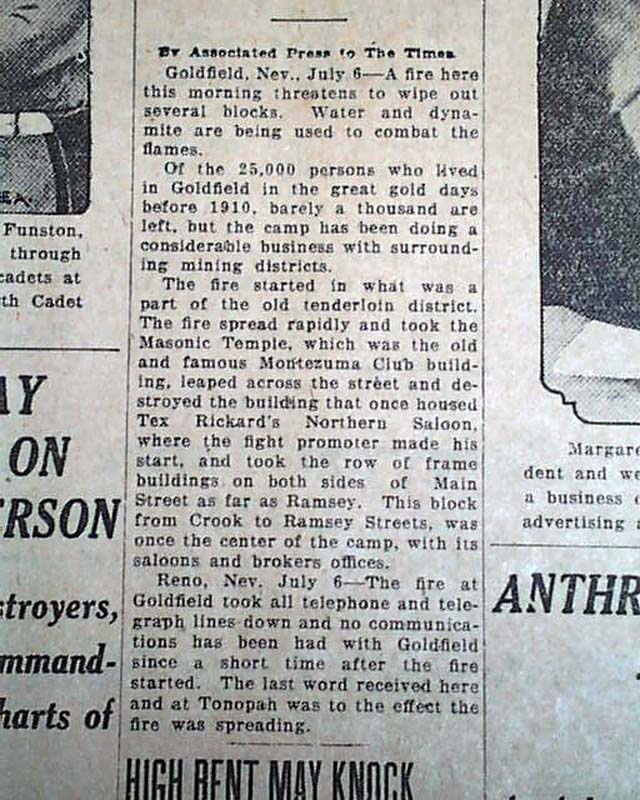 By Associated Press to The Times.
Goldfield, Nev., July 6—A fire here
this morning threatens to wipe out
several blocks. Water and dyna-
mite are being used to combat the
flames.
Of the 25,000 persons who lived
in Goldfield in the great gold days
before 1910, barely a thousand are
left, but the camp has been doing a
considerable business with surround-
ing mining districts.
The fire started in what was a
part of the old tenderloin district.
The fire spread rapidly and took the
Masonic Temple, which was the old
and famous Montezuma Club build-
ing, leaped across the street and de-
stroyed the building that once housed
Tex Rickard's Northern Saloon,
where the fight promoter made his
start, and took the row of frame
buildings on both sides of Main
Street as far as Ramsey. This block
from Crook to Ramsey Streets, was
once the center of the camp, with its
saloons and brokers offices.
Reno, Nev. July 6—The fire at
Goldfield took all telephone and tele-
graph lines down and no communica-
tions has been had with Goldfield
since a short time after the fire
started. The last word received here
and at Tonopah was to the effect the
fire was spreading.
HIGH RENT MAY KNOCK
EA
Funston,
through
cadets at
th Cadet
AY
ON
ERSON
stroyers,
mmand-
harts of
Margare
dent and we
a business
advertising
ANTHR